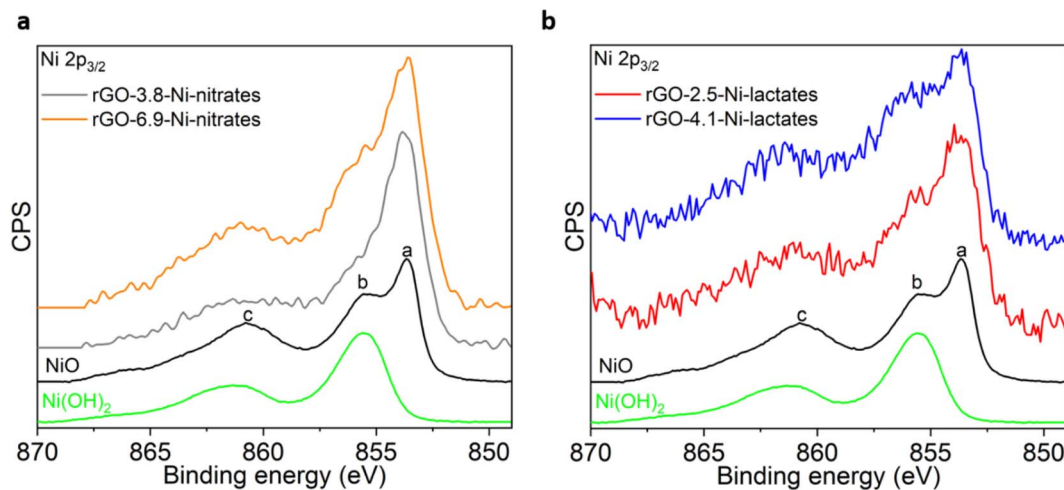 a
Ni 2p3/2
rGO-3.8-Ni-nitrates
rGO-6.9-Ni-nitrates
CPS
a
b
c
NiO
Ni(OH)2
870 865 860 855 850
Binding energy (eV)
b
Ni 2p3/2
rGO-2.5-Ni-lactates
rGO-4.1-Ni-lactates
CPS
a
b
c
NiO
Ni(OH)2
870 865 860 855 850
Binding energy (eV)